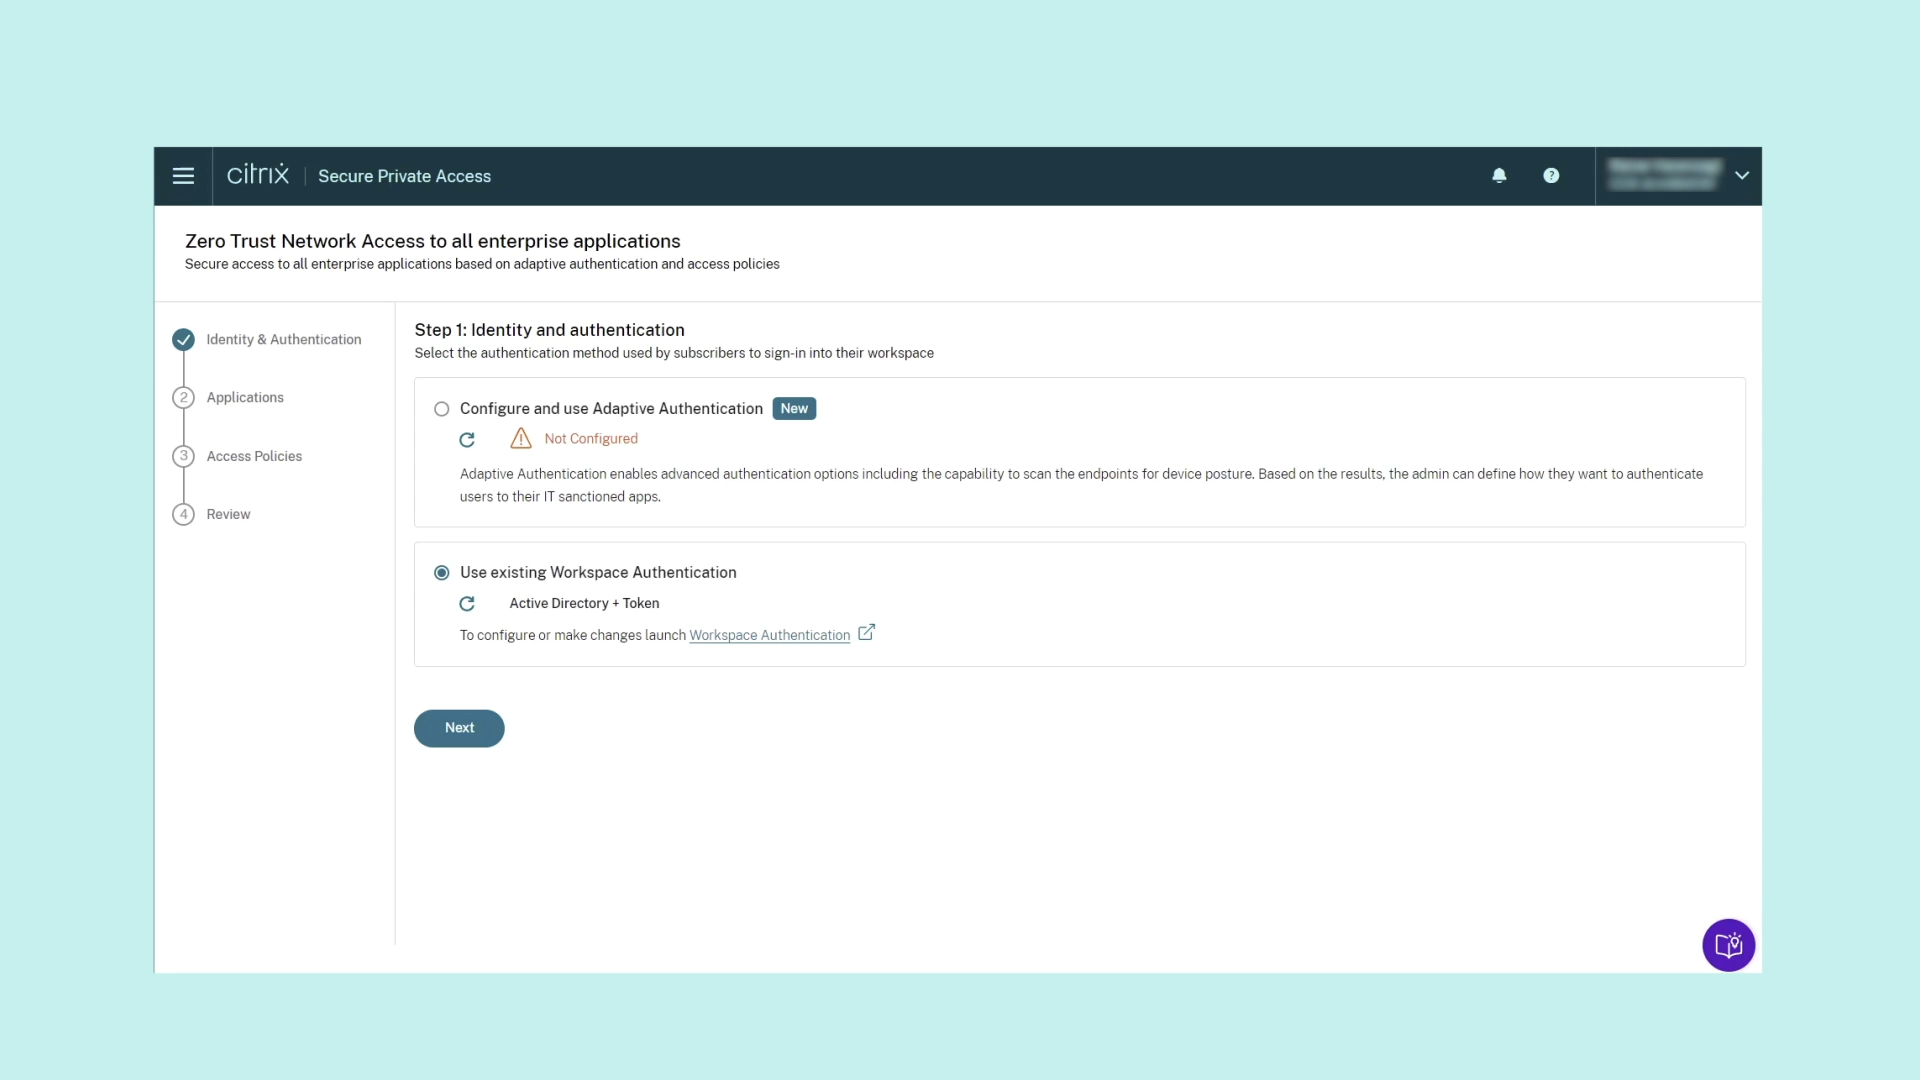 citrix | Secure Private Access
?
Zero Trust Network Access to all enterprise applications
Secure access to all enterprise applications based on adaptive authentication and access policies
Identity & Authentication
2 Applications
3 Access Policies
4 Review
Step 1: Identity and authentication
Select the authentication method used by subscribers to sign-in into their workspace
Configure and use Adaptive Authentication New
Not Configured
Adaptive Authentication enables advanced authentication options including the capability to scan the endpoints for device posture. Based on the results, the admin can define how they want to authenticate
users to their IT sanctioned apps.
Use existing Workspace Authentication
Active Directory + Token
To configure or make changes launch Workspace Authentication
Next